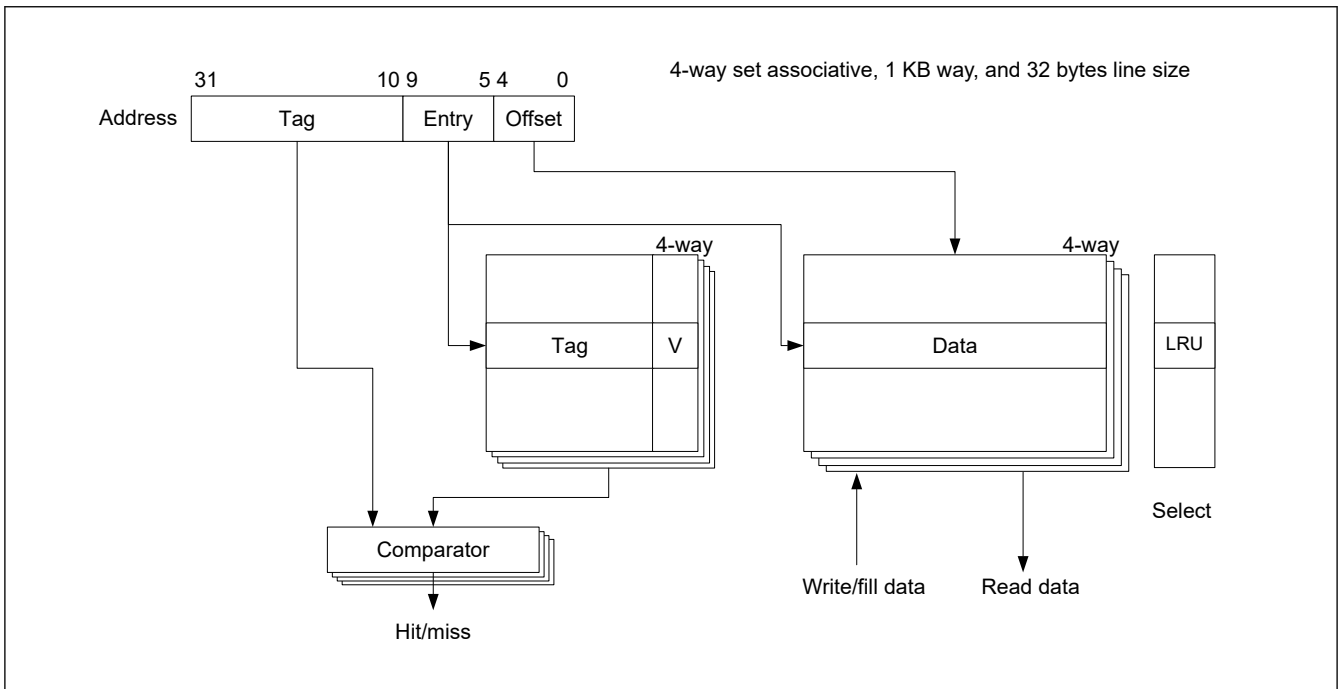 4-way set associative, 1 KB way, and 32 bytes line size
31 10 9 5 4 0
Address Tag Entry Offset
4-way 4-way
Tag V Data LRU
Select
Comparator
Write/fill data Read data
Hit/miss